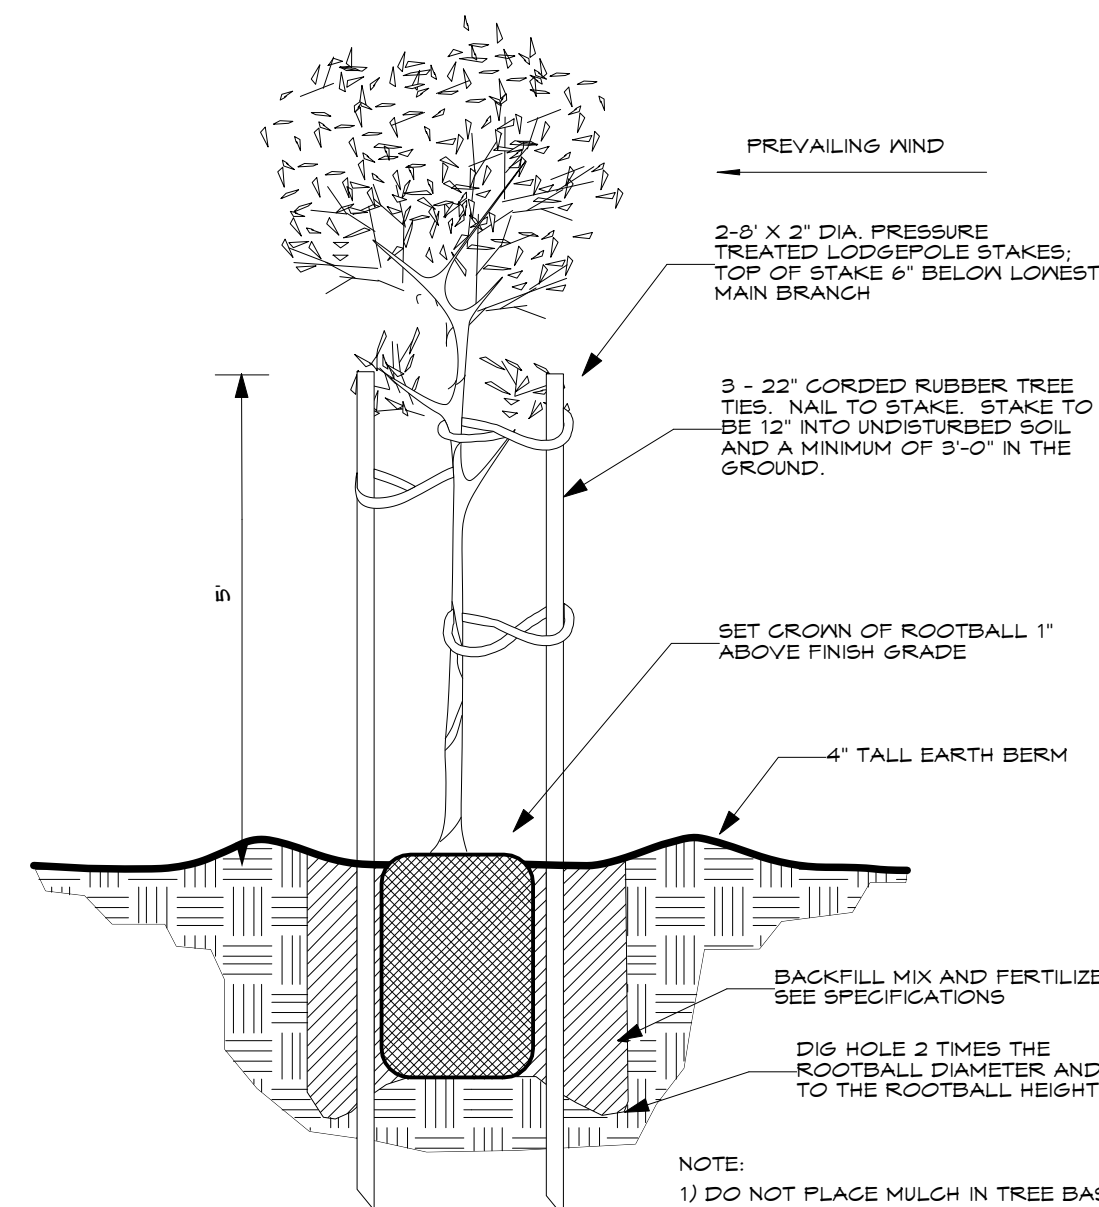 PREVAILING WIND
2-8' X 2" DIA. PRESSURE
TREATED LODGEPOLE STAKES;
TOP OF STAKE 6" BELOW LOWEST
MAIN BRANCH
3 - 22" CORDED RUBBER TREE
TIES. NAIL TO STAKE. STAKE TO
BE 12" INTO UNDISTURBED SOIL
AND A MINIMUM OF 3'-0" IN THE
GROUND.
5'
SET CROWN OF ROOTBALL 1"
ABOVE FINISH GRADE
4" TALL EARTH BERM
BACKFILL MIX AND FERTILIZE
SEE SPECIFICATIONS
DIG HOLE 2 TIMES THE
ROOTBALL DIAMETER AND
TO THE ROOTBALL HEIGHT
NOTE:
1) DO NOT PLACE MULCH IN TREE